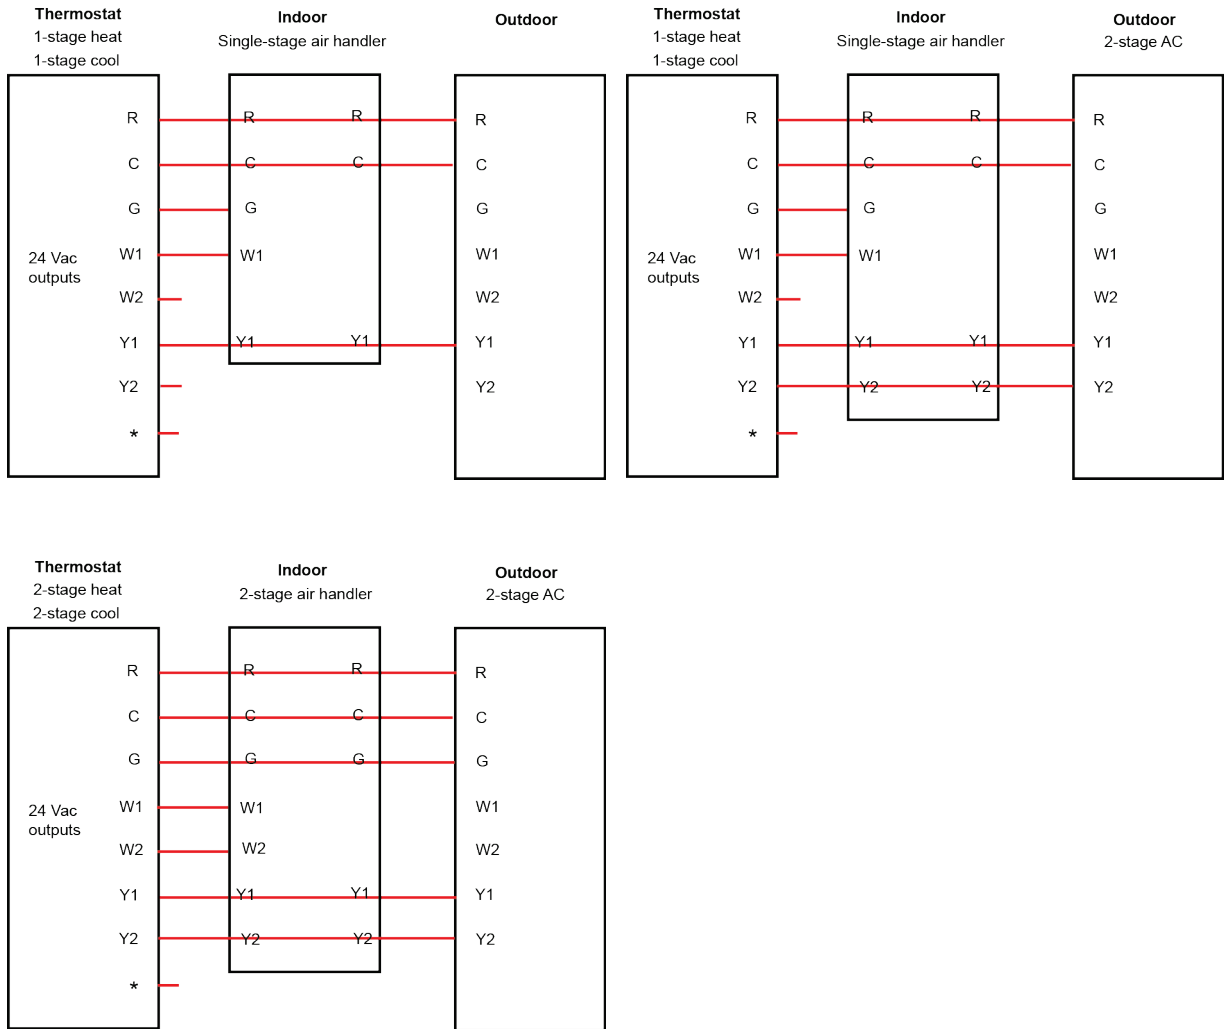 Thermostat
1-stage heat
1-stage cool
Indoor
Single-stage air handler
Outdoor
R
R
R
R
C
C
C
C
G
G
G
W1
W1
W1
24 Vac
outputs
W2
W2
Y1
Y1
Y1
Y1
Y2
Y2
*
Thermostat
1-stage heat
1-stage cool
Indoor
Single-stage air handler
Outdoor
2-stage AC
R
R
R
R
C
C
C
C
G
G
G
W1
W1
W1
24 Vac
outputs
W2
W2
Y1
Y1
Y1
Y1
Y2
Y2
Y2
Y2
*
Thermostat
2-stage heat
2-stage cool
Indoor
2-stage air handler
Outdoor
2-stage AC
R
R
R
R
C
C
C
C
G
G
G
G
W1
W1
W1
24 Vac
outputs
W2
W2
W2
Y1
Y1
Y1
Y1
Y2
Y2
Y2
Y2
*